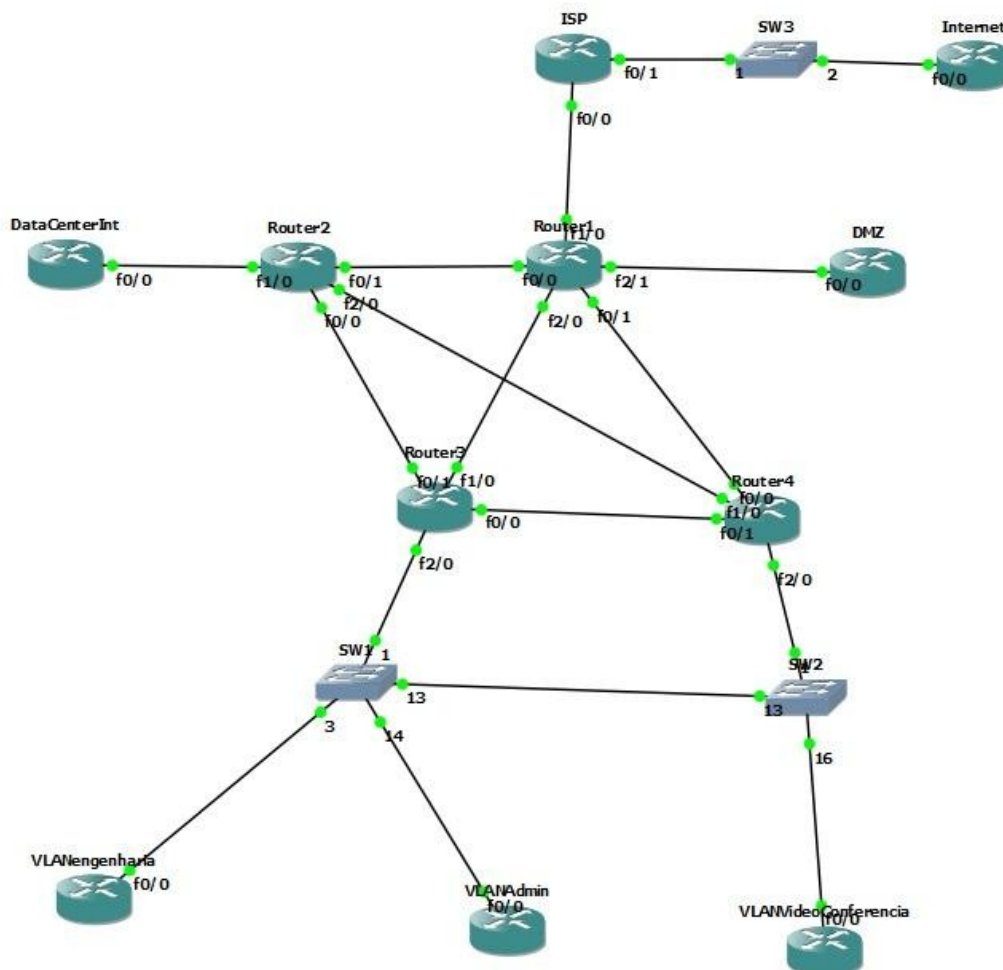 ISP
SW3
Internet
f0/1
1
2
f0/0
f0/0
DataCenterInt
Router2
Router1
DMZ
f1/0
f0/0
f1/0
f0/1
f0/0
f2/1
f0/0
f2/0
f0/0
f2/0
f0/1
Router3
Router4
f0/1
f1/0
f0/0
f1/0
f0/0
f0/1
f2/0
f2/0
SW1
1
SW2
1
13
13
3
14
16
VLANengenharia
f0/0
VLANAdmin
f0/0
VLANVideoConferencia
f0/0